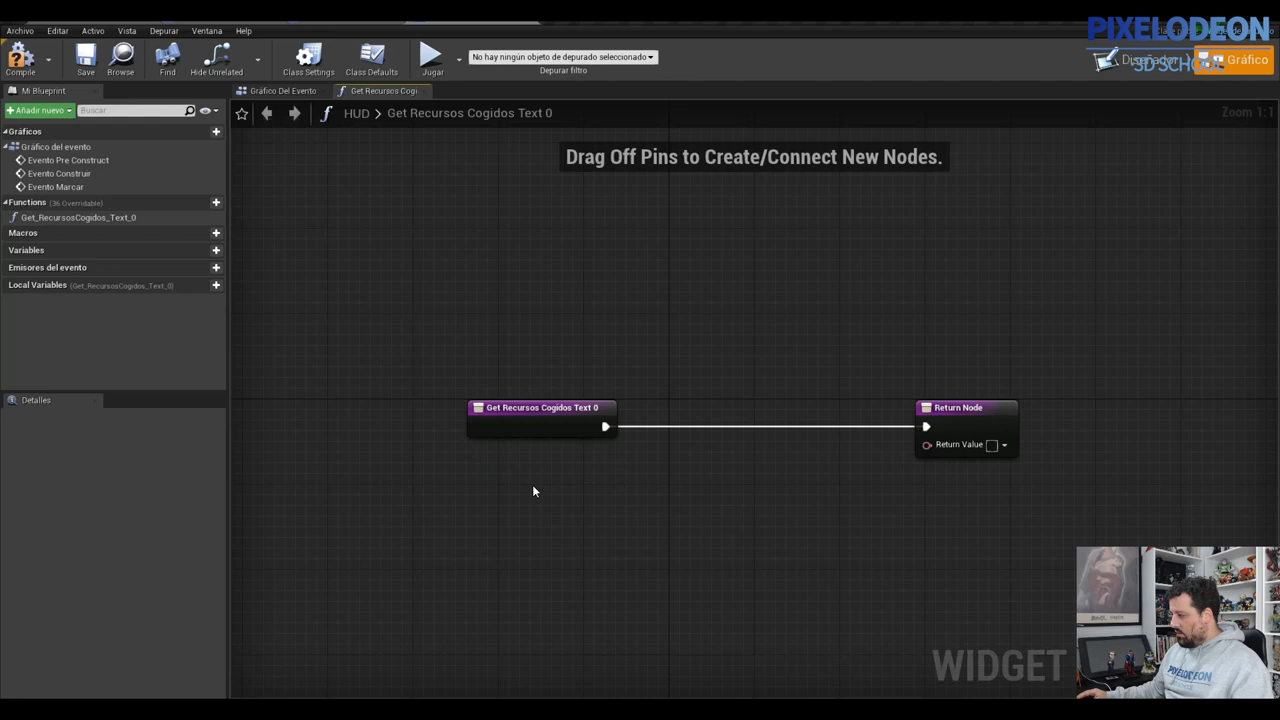 Archivo Editar Activo Vista Depurar Ventana Help
PIXELODEON
3D SCHOOL
Compile Save Browse Find Hide Unrelated Class Settings Class Defaults Jugar
No hay ningún objeto de depurado seleccionado
Depurar filtro
Diseñador Gráfico
Mi Blueprint
Gráfico Del Evento
Get Recursos Cogi
Añadir nuevo
Buscar
HUD > Get Recursos Cogidos Text 0
Zoom 1:1
Gráficos
Gráfico del evento
Evento Pre Construct
Evento Construir
Evento Marcar
Functions (36 Overridable)
Get_RecursosCogidos_Text_0
Macros
Variables
Emisores del evento
Local Variables (Get_RecursosCogidos_Text_0)
Drag Off Pins to Create/Connect New Nodes.
Detalles
Get Recursos Cogidos Text 0
Return Node
Return Value
WIDGET
PIXELODEON